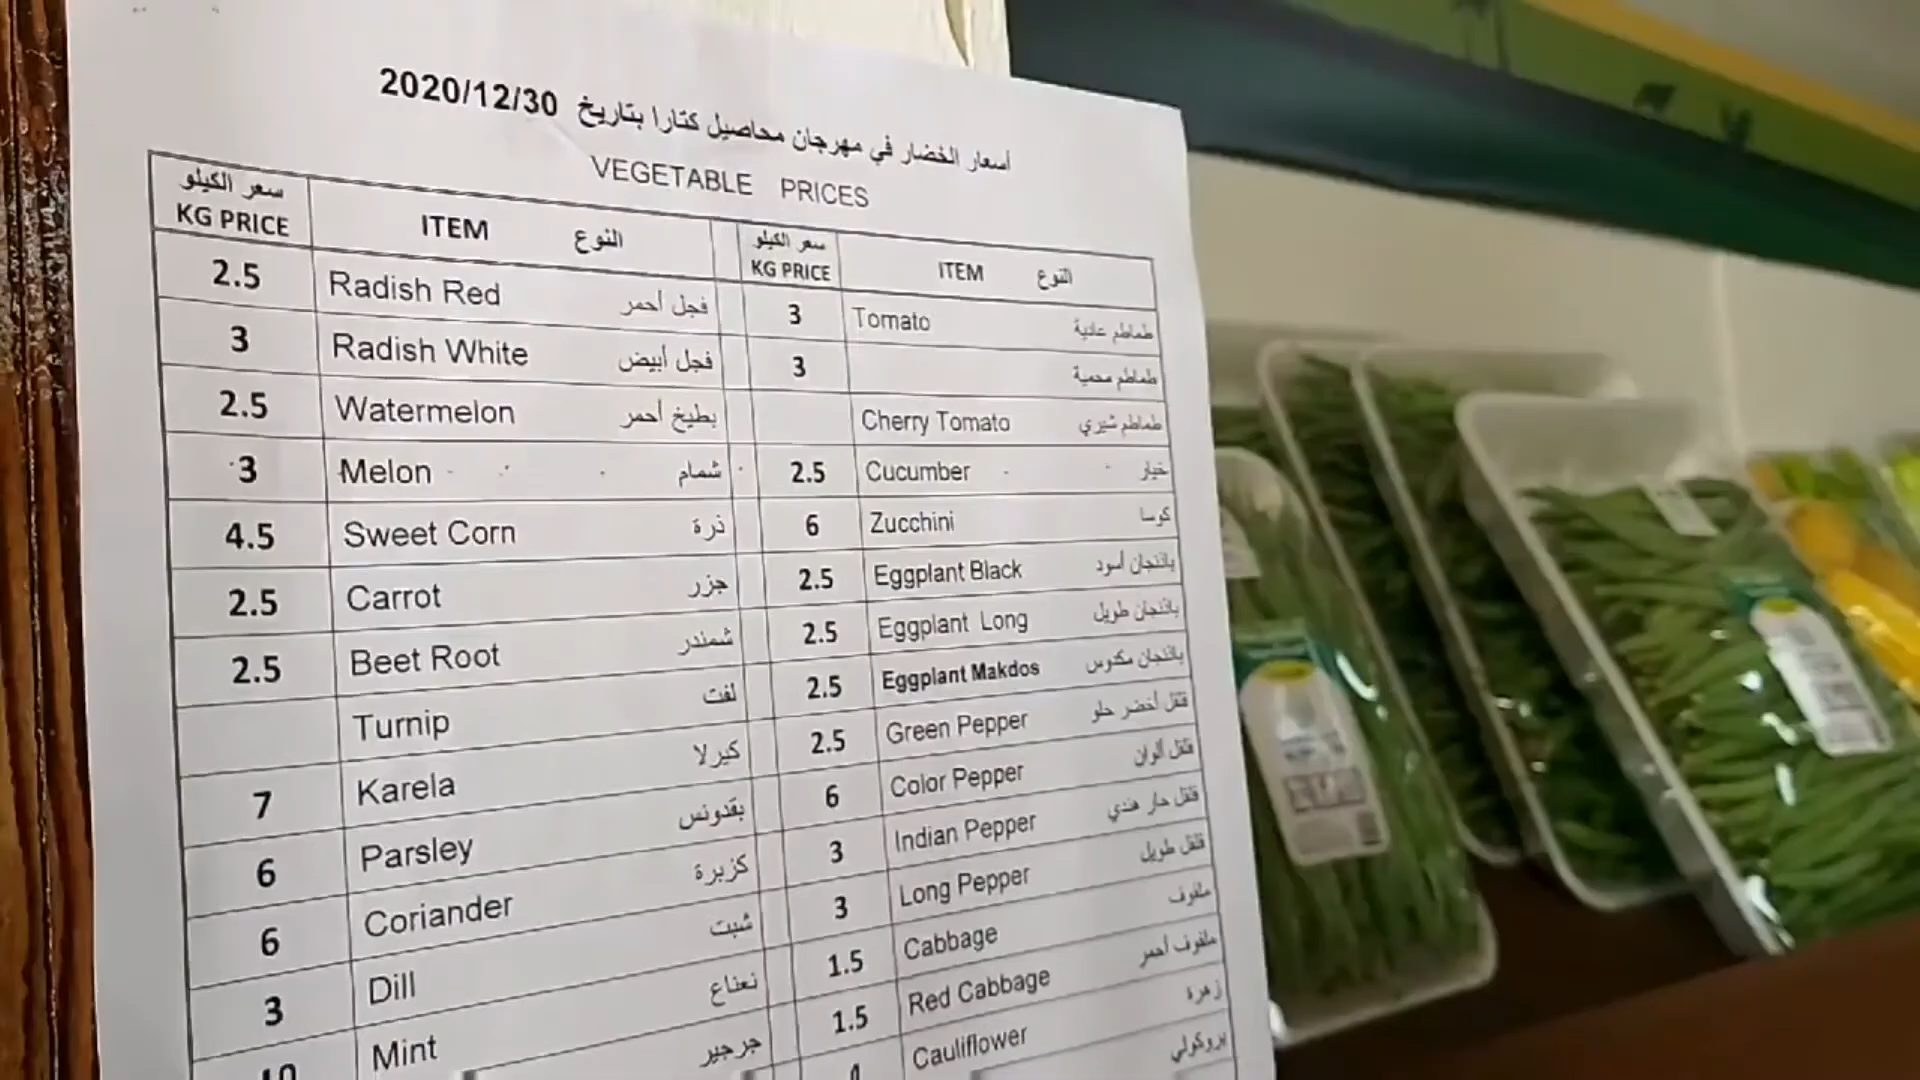 أسعار الخضار في مهرجان محاصيل كتارا بتاريخ 2020/12/30
VEGETABLE PRICES
سعر الكيلو
KG PRICE ITEM النوع
2.5 Radish Red فجل أحمر
3 Radish White فجل أبيض
2.5 Watermelon بطيخ أحمر
3 Melon شمام
4.5 Sweet Corn ذرة
2.5 Carrot جزر
2.5 Beet Root شمندر
Turnip لفت
7 Karela كيرلا
6 Parsley بقدونس
6 Coriander كزبرة
3 Dill شبت
10 Mint نعناع
جرجير
سعر الكيلو
KG PRICE ITEM النوع
3 Tomato طماطم عادية
3 طماطم محمية
Cherry Tomato طماطم شيري
2.5 Cucumber خيار
6 Zucchini كوسا
2.5 Eggplant Black باذنجان أسود
2.5 Eggplant Long باذنجان طويل
2.5 Eggplant Makdos باذنجان مكدوس
2.5 Green Pepper فلفل أخضر حلو
6 Color Pepper فلفل ألوان
3 Indian Pepper فلفل حار هندي
3 Long Pepper فلفل طويل
1.5 Cabbage ملفوف
1.5 Red Cabbage ملفوف أحمر
Cauliflower زهرة
بروكولي